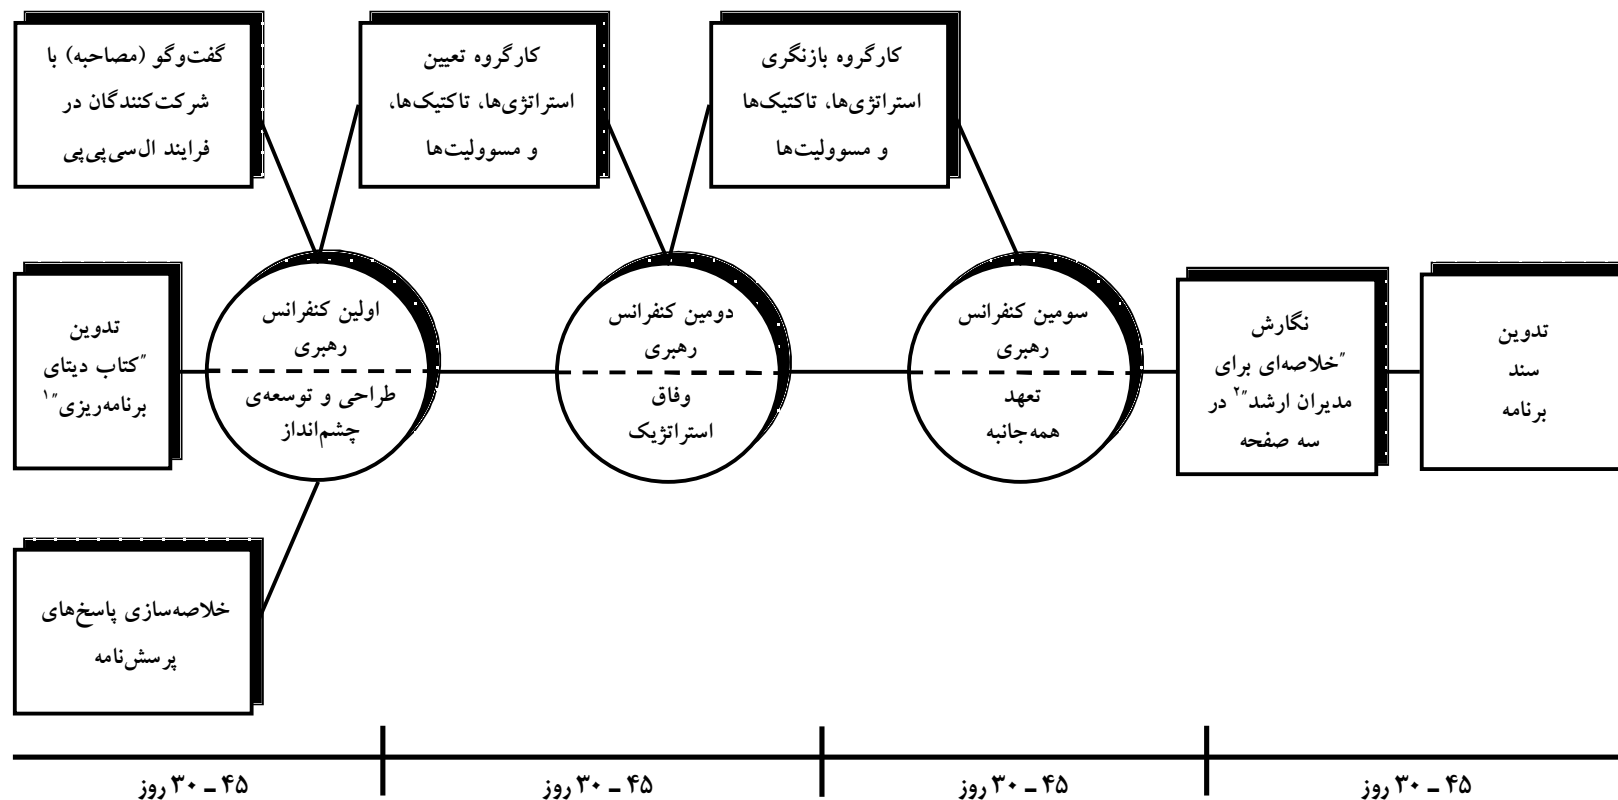 گفت‌وگو (مصاحبه) با
شرکت‌کنندگان در
فرایند ال‌سی‌پی‌پی
کارگروه تعیین
استراتژی‌ها، تاکتیک‌ها،
و مسوولیت‌ها
کارگروه بازنگری
استراتژی‌ها، تاکتیک‌ها
و مسوولیت‌ها
تدوین
"کتاب دیتای
برنامه‌ریزی"۱
اولین کنفرانس
رهبری
طراحی و توسعه‌ی
چشم‌انداز
دومین کنفرانس
رهبری
وفاق
استراتژیک
سومین کنفرانس
رهبری
تعهد
همه‌جانبه
نگارش
"خلاصه‌ای برای
مدیران ارشد"۲ در
سه صفحه
تدوین
سند
برنامه
خلاصه‌سازی پاسخ‌های
پرسش‌نامه
۴۵ ـ ۳۰ روز
۴۵ ـ ۳۰ روز
۴۵ ـ ۳۰ روز
۴۵ ـ ۳۰ روز